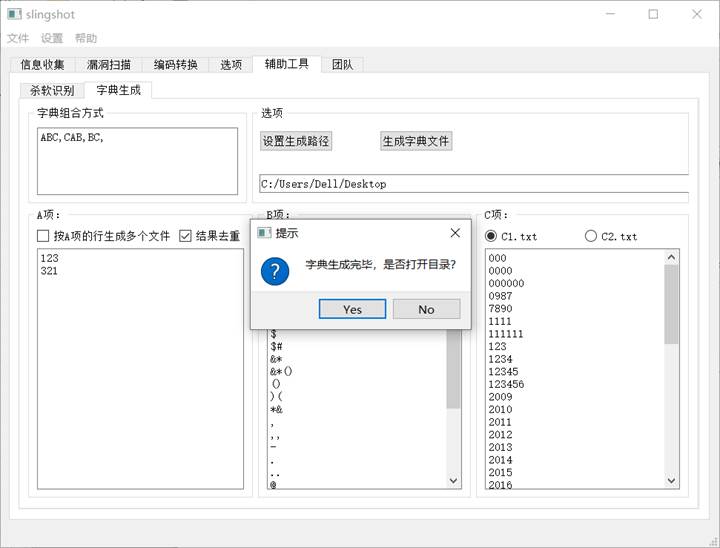 slingshot
文件 设置 帮助
信息收集 漏洞扫描 编码转换 选项 辅助工具 团队
杀软识别 字典生成
字典组合方式
ABC,CAB,BC,
选项
设置生成路径 生成字典文件
C:/Users/Dell/Desktop
A项：
按A项的行生成多个文件 结果去重
123
321
B项：
提示
字典生成完毕，是否打开目录?
Yes No
$
$#
&*
&*()
()
)(
*&
,
,,
-
.
..
@
C项：
C1.txt C2.txt
000
0000
000000
0987
7890
1111
111111
123
1234
12345
123456
2009
2010
2011
2012
2013
2014
2015
2016